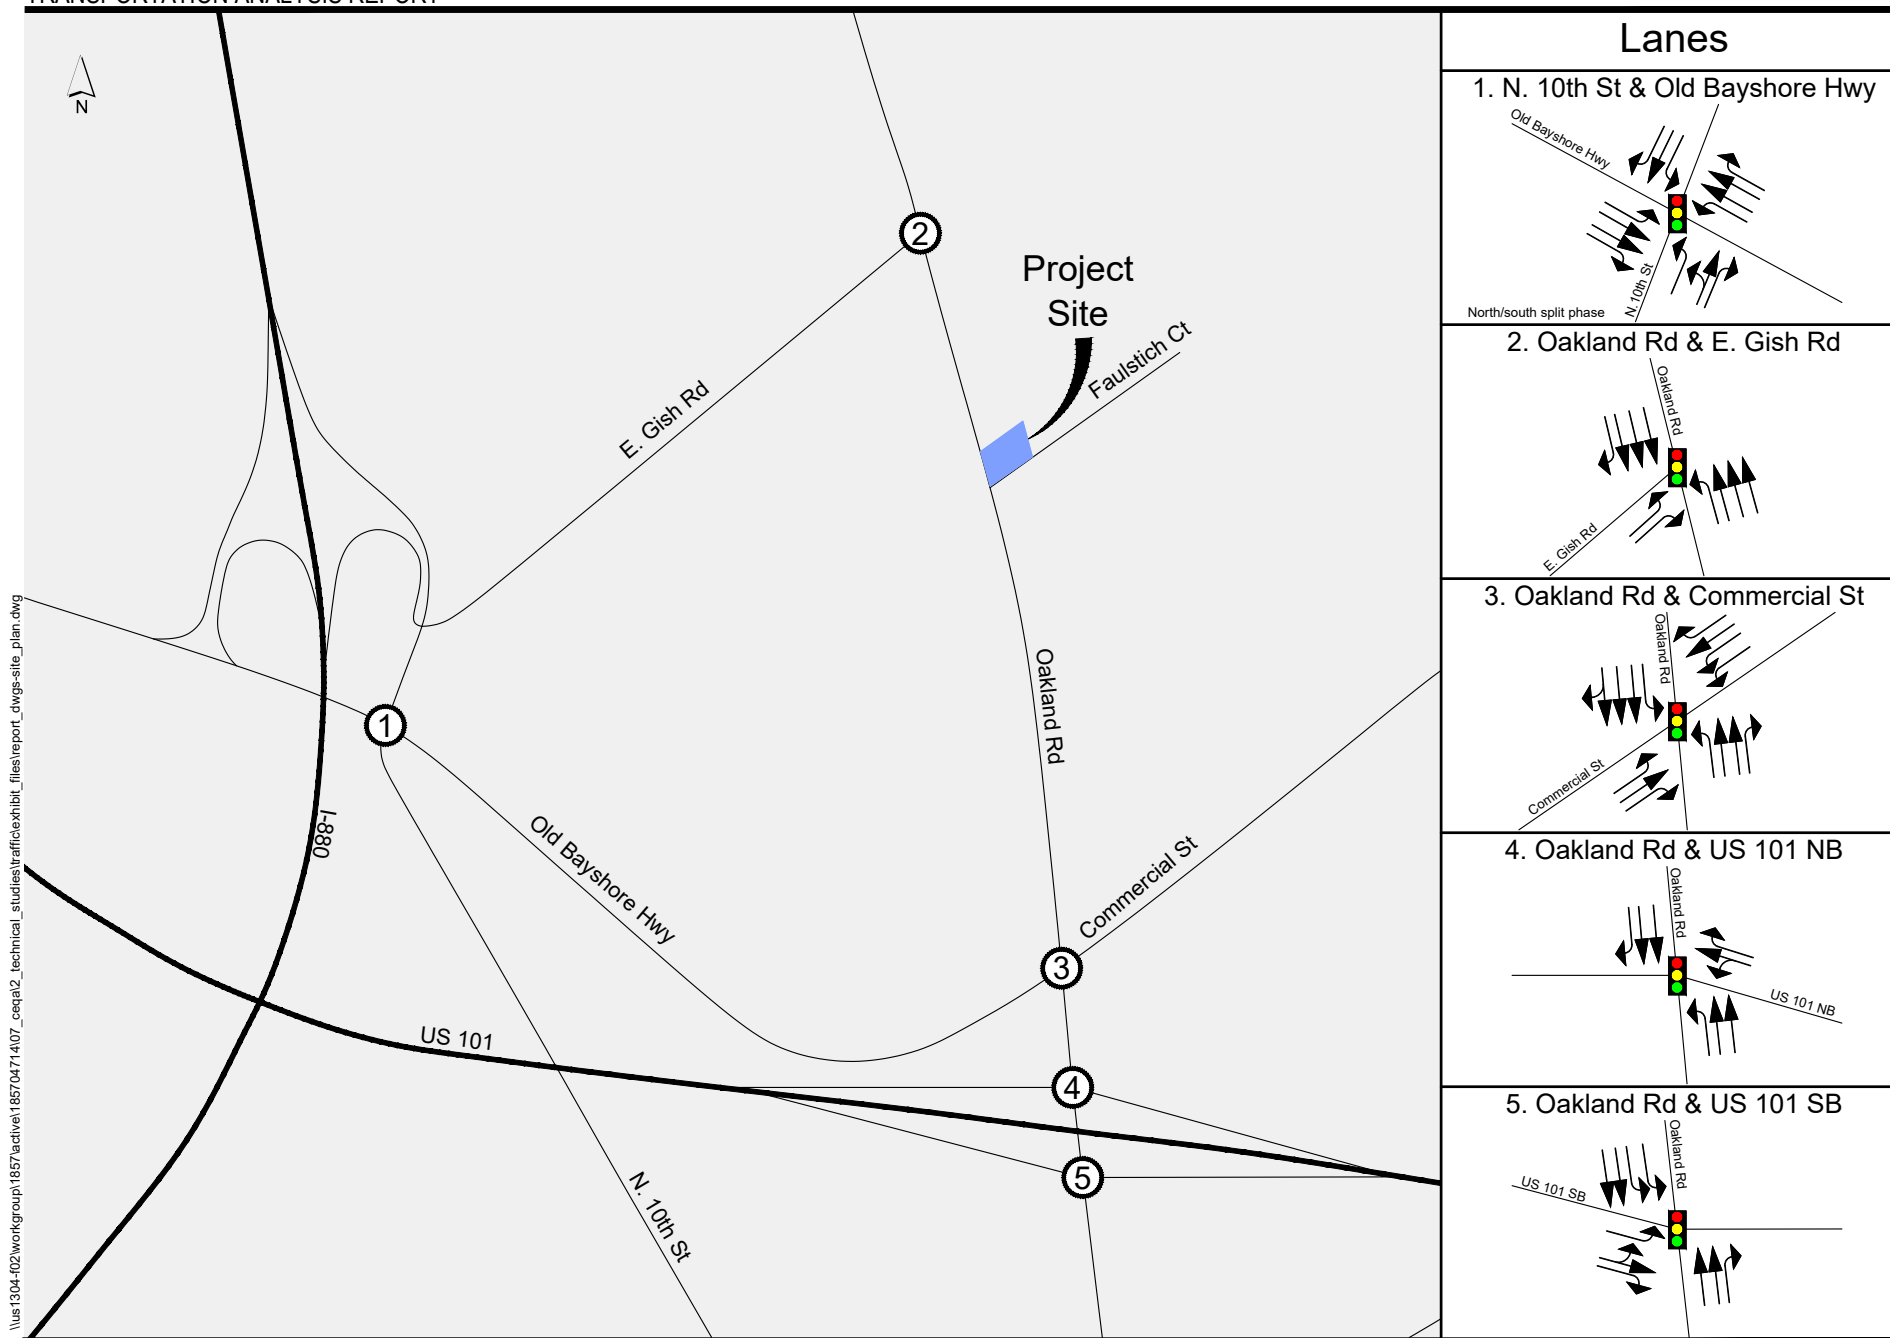 TRANSPORTATION ANALYSIS REPORT
N
2
Project
Site
Faulstich Ct
E. Gish Rd
Oakland Rd
1
I-880
Old Bayshore Hwy
Commercial St
3
US 101
4
5
N. 10th St
\\us1304-f02\workgroup\1857\active\185704714\07_ceqa\2_technical_studies\traffic\exhibit_files\report_dwgs-site_plan.dwg
Lanes
1. N. 10th St & Old Bayshore Hwy
Old Bayshore Hwy
N. 10th St
North/south split phase
2. Oakland Rd & E. Gish Rd
Oakland Rd
E. Gish Rd
3. Oakland Rd & Commercial St
Oakland Rd
Commercial St
4. Oakland Rd & US 101 NB
Oakland Rd
US 101 NB
5. Oakland Rd & US 101 SB
Oakland Rd
US 101 SB